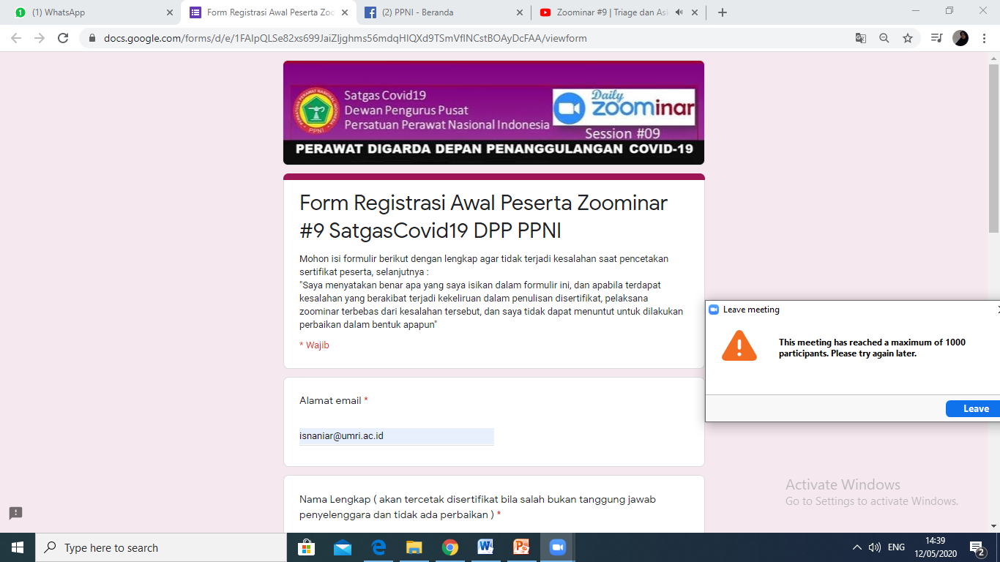 (1) WhatsApp
Form Registrasi Awal Peserta Zoo
(2) PPNI - Beranda
Zoominar #9 | Triage dan As
docs.google.com/forms/d/e/1FAIpQLSe82xs699JaiZljghms56mdqHIQXd9TSmVflNCstBOAyDcFAA/viewform
Satgas Covid19
Dewan Pengurus Pusat
Persatuan Perawat Nasional Indonesia
PERSATUAN PERAWAT NASIONAL INDONESIA
PPNI
Daily
zoominar
Session #09
PERAWAT DIGARDA DEPAN PENANGGULANGAN COVID-19
Form Registrasi Awal Peserta Zoominar
#9 SatgasCovid19 DPP PPNI
Mohon isi formulir berikut dengan lengkap agar tidak terjadi kesalahan saat pencetakan
sertifikat peserta, selanjutnya :
"Saya menyatakan benar apa yang saya isikan dalam formulir ini, dan apabila terdapat
kesalahan yang berakibat terjadi kekeliruan dalam penulisan disertifikat, pelaksana
zoominar terbebas dari kesalahan tersebut, dan saya tidak dapat menuntut untuk dilakukan
perbaikan dalam bentuk apapun"
* Wajib
Alamat email *
isnaniar@umri.ac.id
Nama Lengkap ( akan tercetak disertifikat bila salah bukan tanggung jawab
penyelenggara dan tidak ada perbaikan ) *
Leave meeting
This meeting has reached a maximum of 1000
participants. Please try again later.
Leave
Activate Windows
Go to Settings to activate Windows.
Type here to search
ENG
14:39
12/05/2020
2